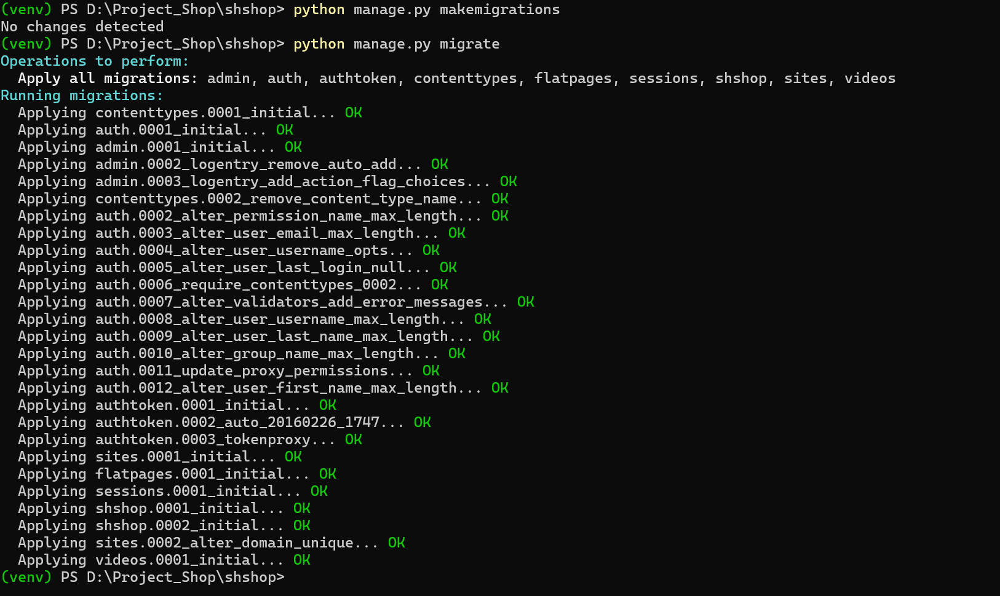 (venv) PS D:\Project_Shop\shshop> python manage.py makemigrations
No changes detected
(venv) PS D:\Project_Shop\shshop> python manage.py migrate
Operations to perform:
  Apply all migrations: admin, auth, authtoken, contenttypes, flatpages, sessions, shshop, sites, videos
Running migrations:
  Applying contenttypes.0001_initial... OK
  Applying auth.0001_initial... OK
  Applying admin.0001_initial... OK
  Applying admin.0002_logentry_remove_auto_add... OK
  Applying admin.0003_logentry_add_action_flag_choices... OK
  Applying contenttypes.0002_remove_content_type_name... OK
  Applying auth.0002_alter_permission_name_max_length... OK
  Applying auth.0003_alter_user_email_max_length... OK
  Applying auth.0004_alter_user_username_opts... OK
  Applying auth.0005_alter_user_last_login_null... OK
  Applying auth.0006_require_contenttypes_0002... OK
  Applying auth.0007_alter_validators_add_error_messages... OK
  Applying auth.0008_alter_user_username_max_length... OK
  Applying auth.0009_alter_user_last_name_max_length... OK
  Applying auth.0010_alter_group_name_max_length... OK
  Applying auth.0011_update_proxy_permissions... OK
  Applying auth.0012_alter_user_first_name_max_length... OK
  Applying authtoken.0001_initial... OK
  Applying authtoken.0002_auto_20160226_1747... OK
  Applying authtoken.0003_tokenproxy... OK
  Applying sites.0001_initial... OK
  Applying flatpages.0001_initial... OK
  Applying sessions.0001_initial... OK
  Applying shshop.0001_initial... OK
  Applying shshop.0002_initial... OK
  Applying sites.0002_alter_domain_unique... OK
  Applying videos.0001_initial... OK
(venv) PS D:\Project_Shop\shshop>